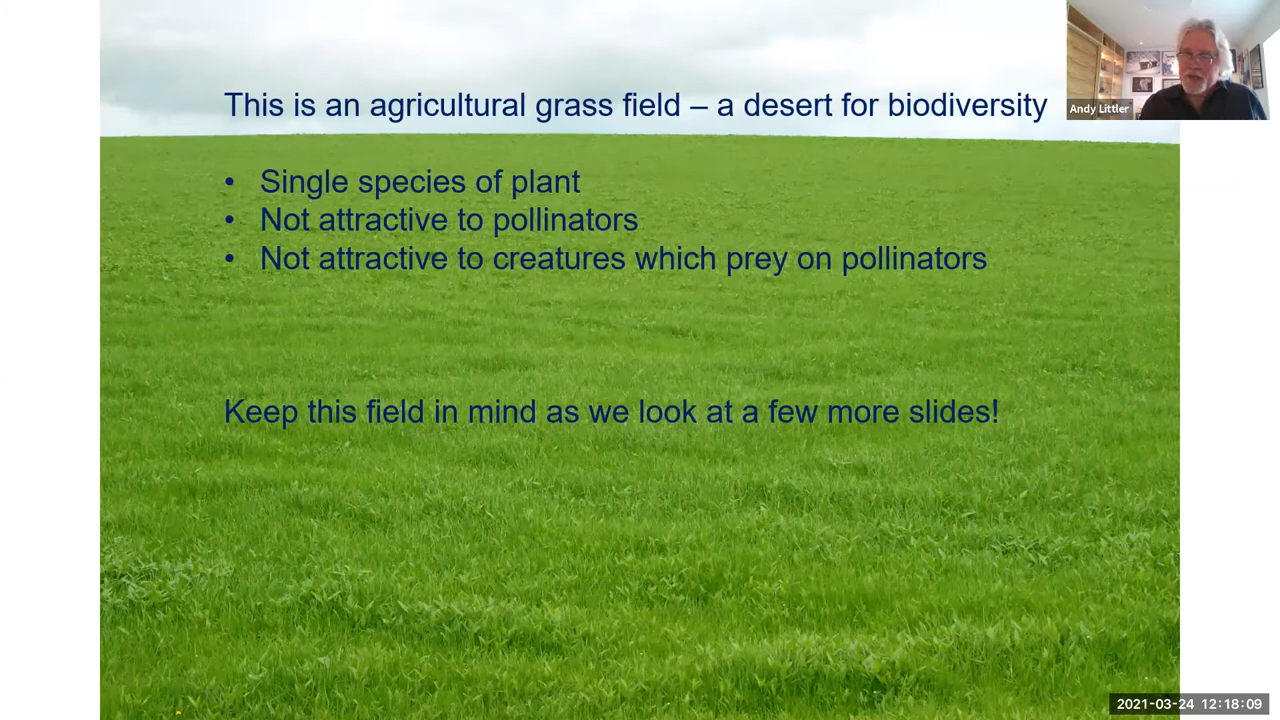 This is an agricultural grass field – a desert for biodiversity
Andy Littler
• Single species of plant
• Not attractive to pollinators
• Not attractive to creatures which prey on pollinators
Keep this field in mind as we look at a few more slides!
2021-03-24 12:18:09